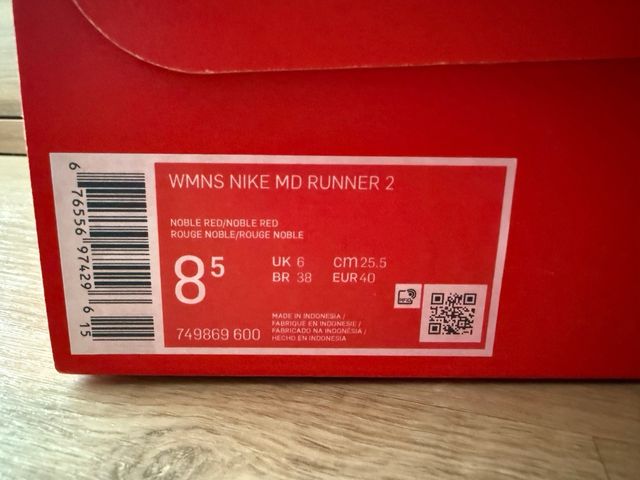 WMNS NIKE MD RUNNER 2
NOBLE RED/NOBLE RED
ROUGE NOBLE/ROUGE NOBLE
8⁵
UK 6 cm 25.5
BR 38 EUR 40
MADE IN INDONESIA/
FABRIQUE EN INDONESIE/
FABRICADO NA INDONÉSIA/
HECHO EN INDONESIA
749869 600
6 76556 97429 6 15